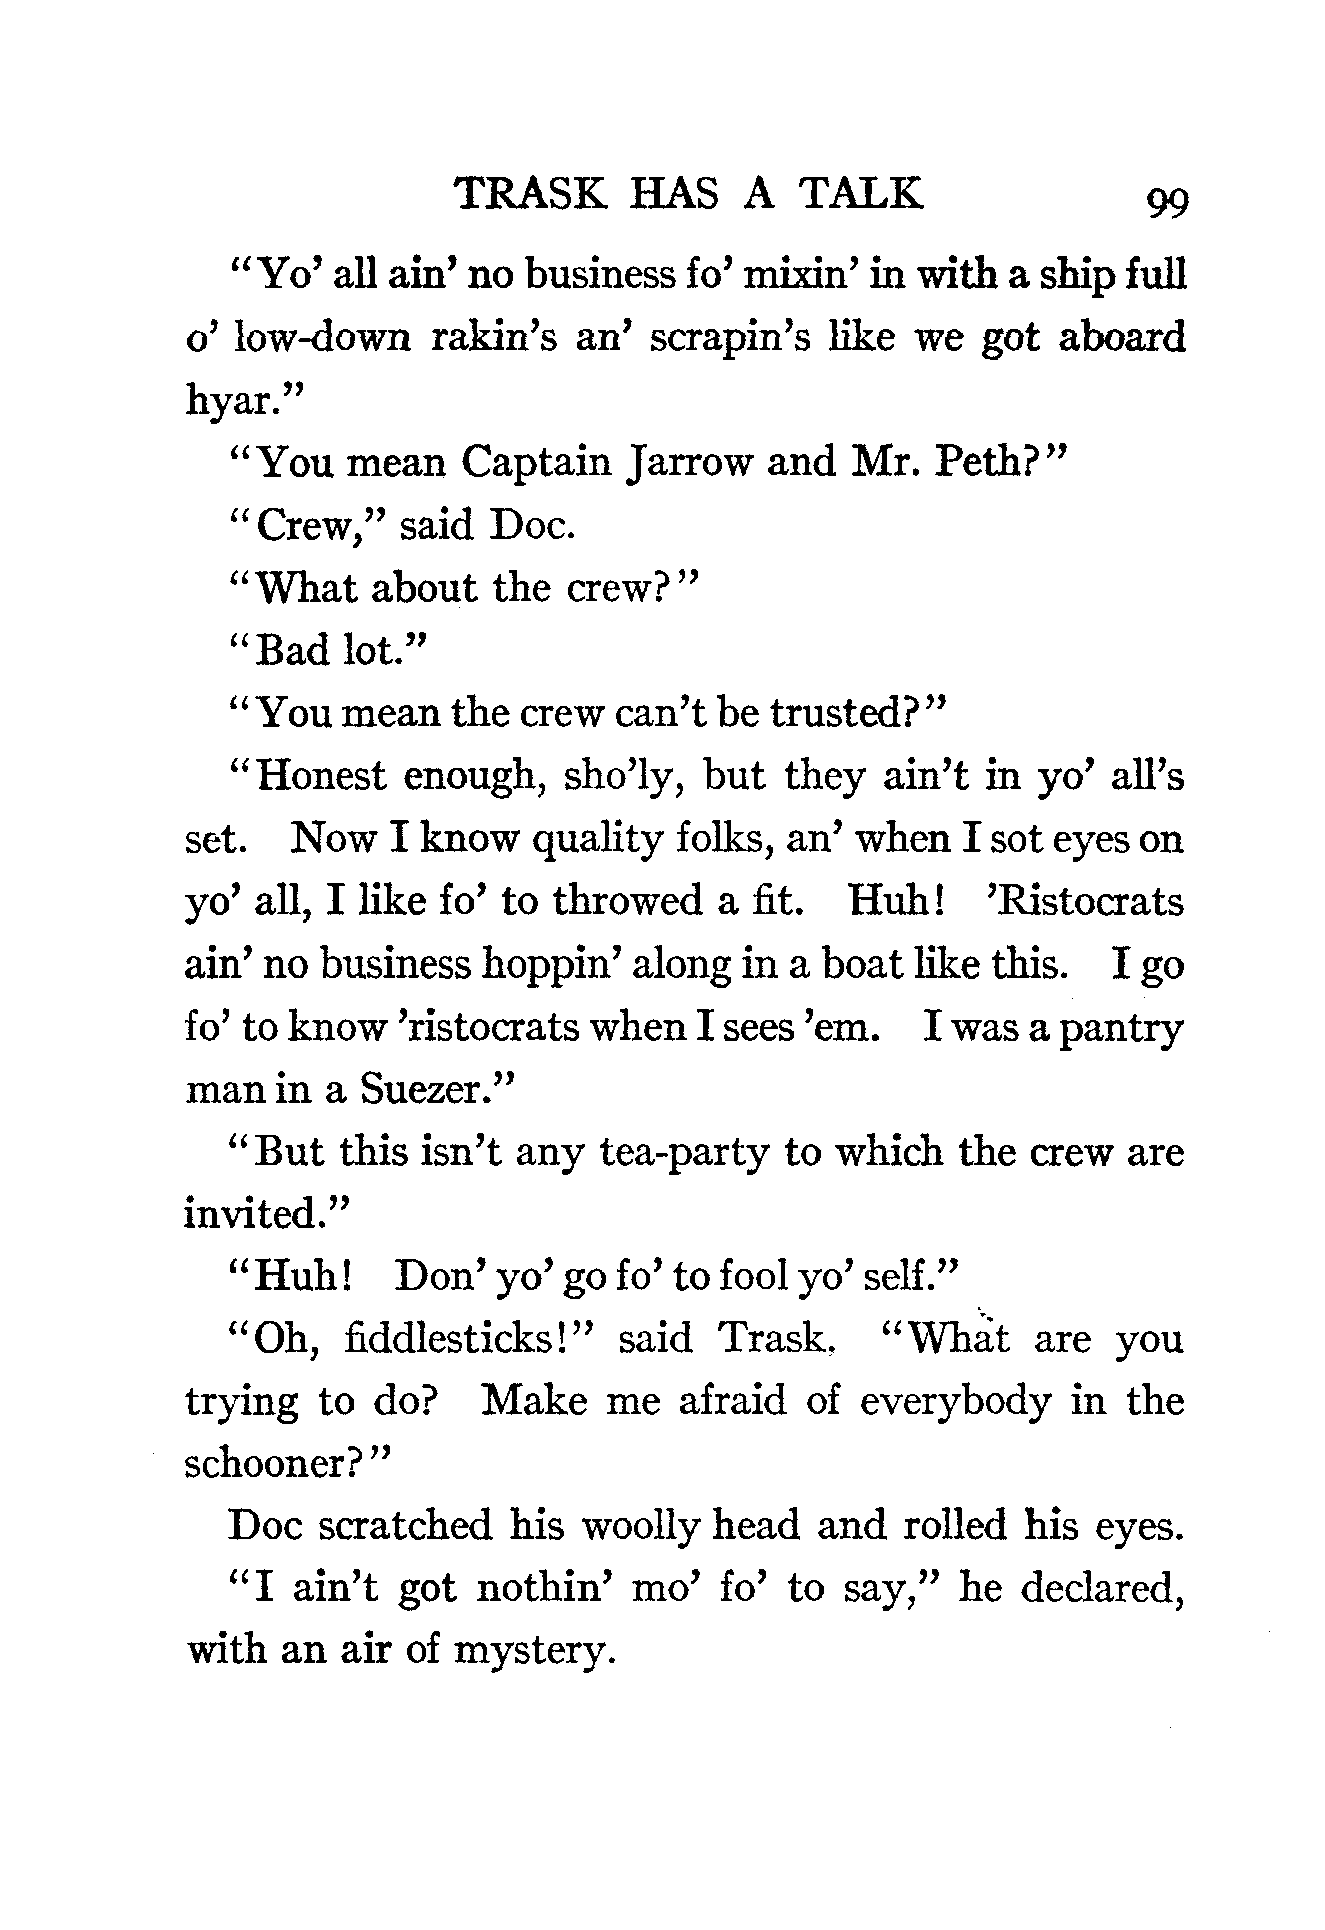 TRASK HAS A TALK 99
“Yo’ all ain’ no business fo’ mixin’ in with a ship full
o’ low-down rakin’s an’ scrapin’s like we got aboard
hyar.”
“You mean Captain Jarrow and Mr. Peth?”
“Crew,” said Doc.
“What about the crew?”
“Bad lot.”
“You mean the crew can’t be trusted?”
“Honest enough, sho’ly, but they ain’t in yo’ all’s
set. Now I know quality folks, an’ when I sot eyes on
yo’ all, I like fo’ to throwed a fit. Huh! ’Ristocrats
ain’ no business hoppin’ along in a boat like this. I go
fo’ to know ’ristocrats when I sees ’em. I was a pantry
man in a Suezer.”
“But this isn’t any tea-party to which the crew are
invited.”
“Huh! Don’ yo’ go fo’ to fool yo’ self.”
“Oh, fiddlesticks!” said Trask. “What are you
trying to do? Make me afraid of everybody in the
schooner?”
Doc scratched his woolly head and rolled his eyes.
“I ain’t got nothin’ mo’ fo’ to say,” he declared,
with an air of mystery.